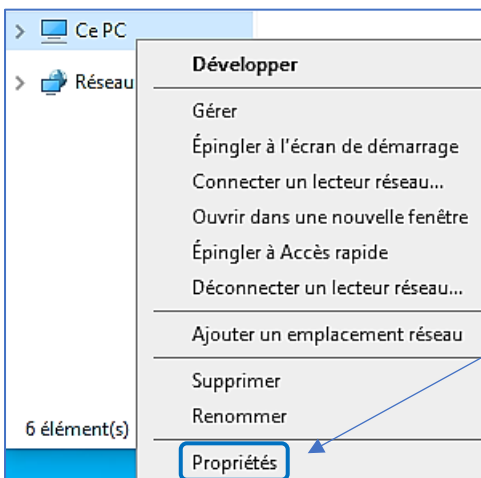 Ce PC
Réseau
Développer
Gérer
Épingler à l'écran de démarrage
Connecter un lecteur réseau...
Ouvrir dans une nouvelle fenêtre
Épingler à Accès rapide
Déconnecter un lecteur réseau...
Ajouter un emplacement réseau
Supprimer
Renommer
6 élément(s)
Propriétés